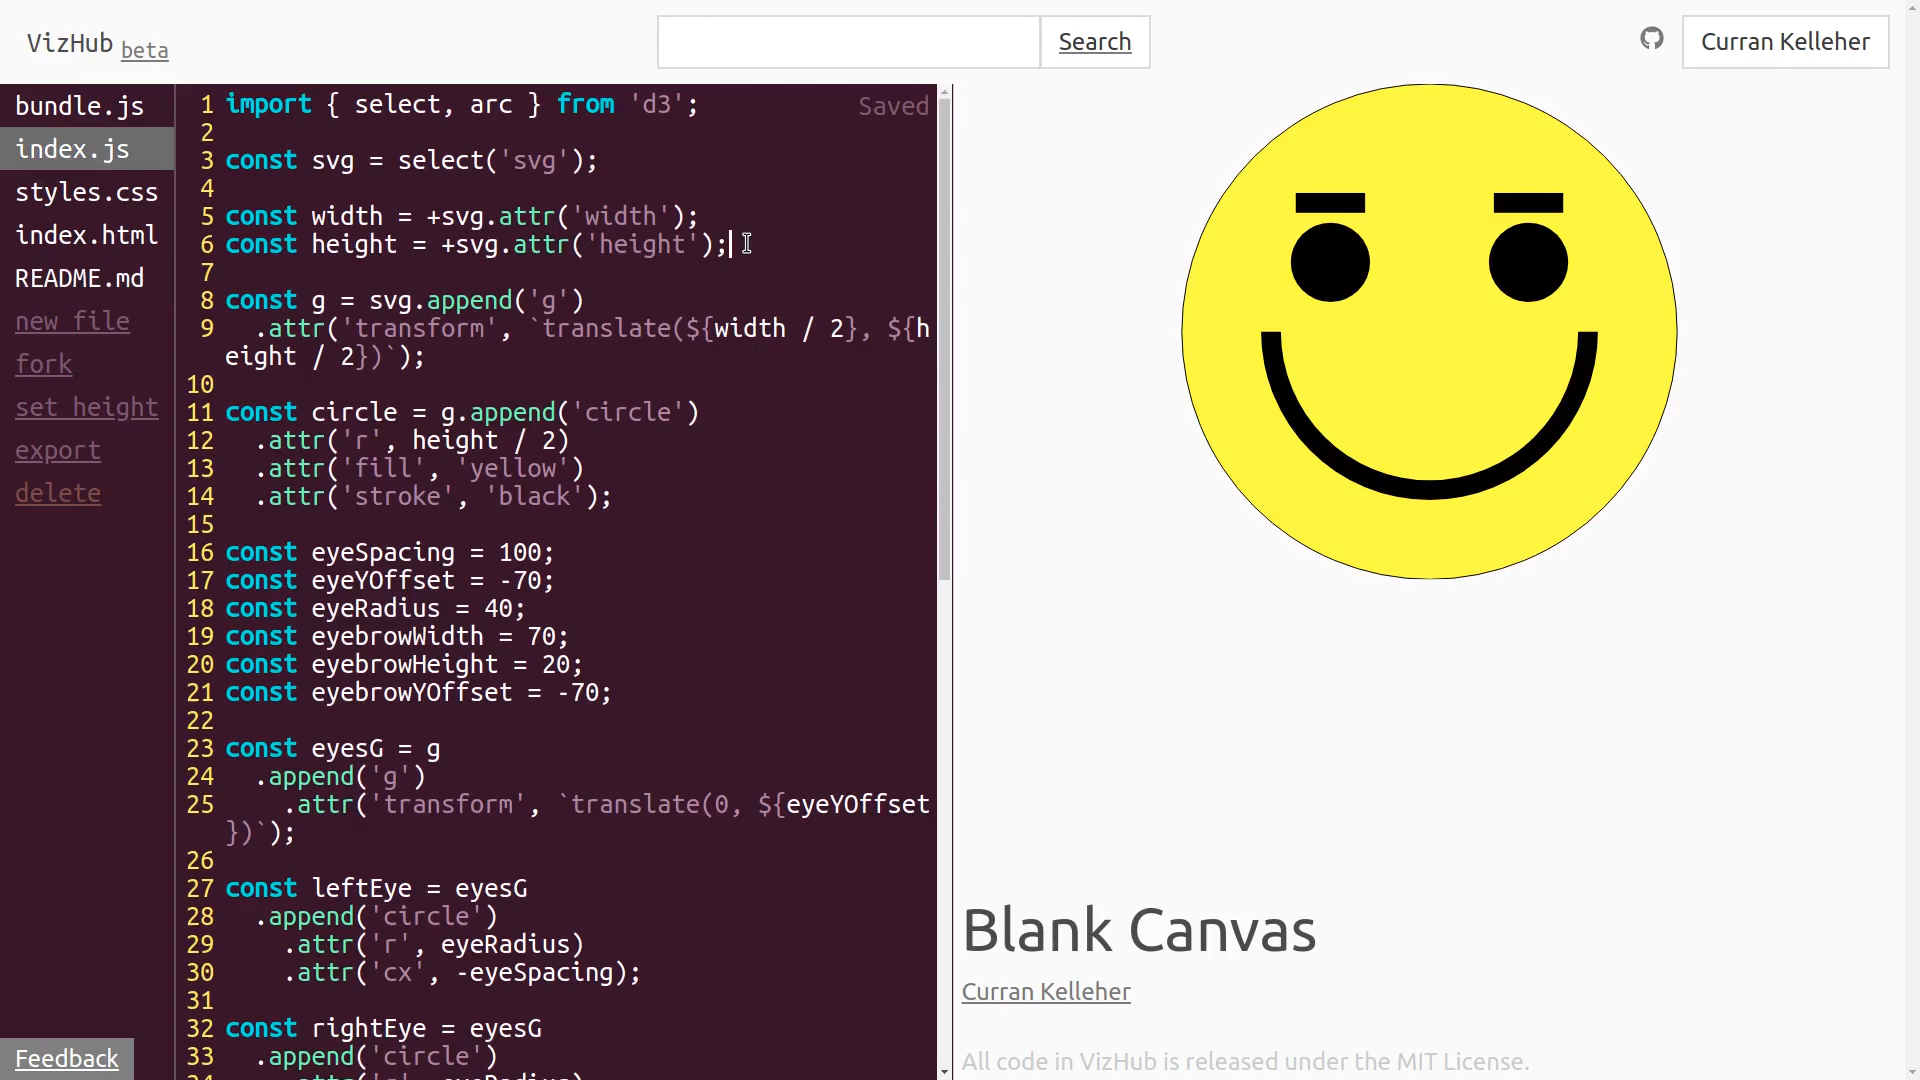 VizHub beta
Search
Curran Kelleher
bundle.js
index.js
styles.css
index.html
README.md
new file
fork
set height
export
delete
Feedback
Saved
1 import { select, arc } from 'd3';
2
3 const svg = select('svg');
4
5 const width = +svg.attr('width');
6 const height = +svg.attr('height');
7
8 const g = svg.append('g')
9   .attr('transform', `translate(${width / 2}, ${h
eight / 2})`);
10
11 const circle = g.append('circle')
12   .attr('r', height / 2)
13   .attr('fill', 'yellow')
14   .attr('stroke', 'black');
15
16 const eyeSpacing = 100;
17 const eyeYOffset = -70;
18 const eyeRadius = 40;
19 const eyebrowWidth = 70;
20 const eyebrowHeight = 20;
21 const eyebrowYOffset = -70;
22
23 const eyesG = g
24   .append('g')
25     .attr('transform', `translate(0, ${eyeYOffset
})`);
26
27 const leftEye = eyesG
28   .append('circle')
29     .attr('r', eyeRadius)
30     .attr('cx', -eyeSpacing);
31
32 const rightEye = eyesG
33   .append('circle')
Blank Canvas
Curran Kelleher
All code in VizHub is released under the MIT License.